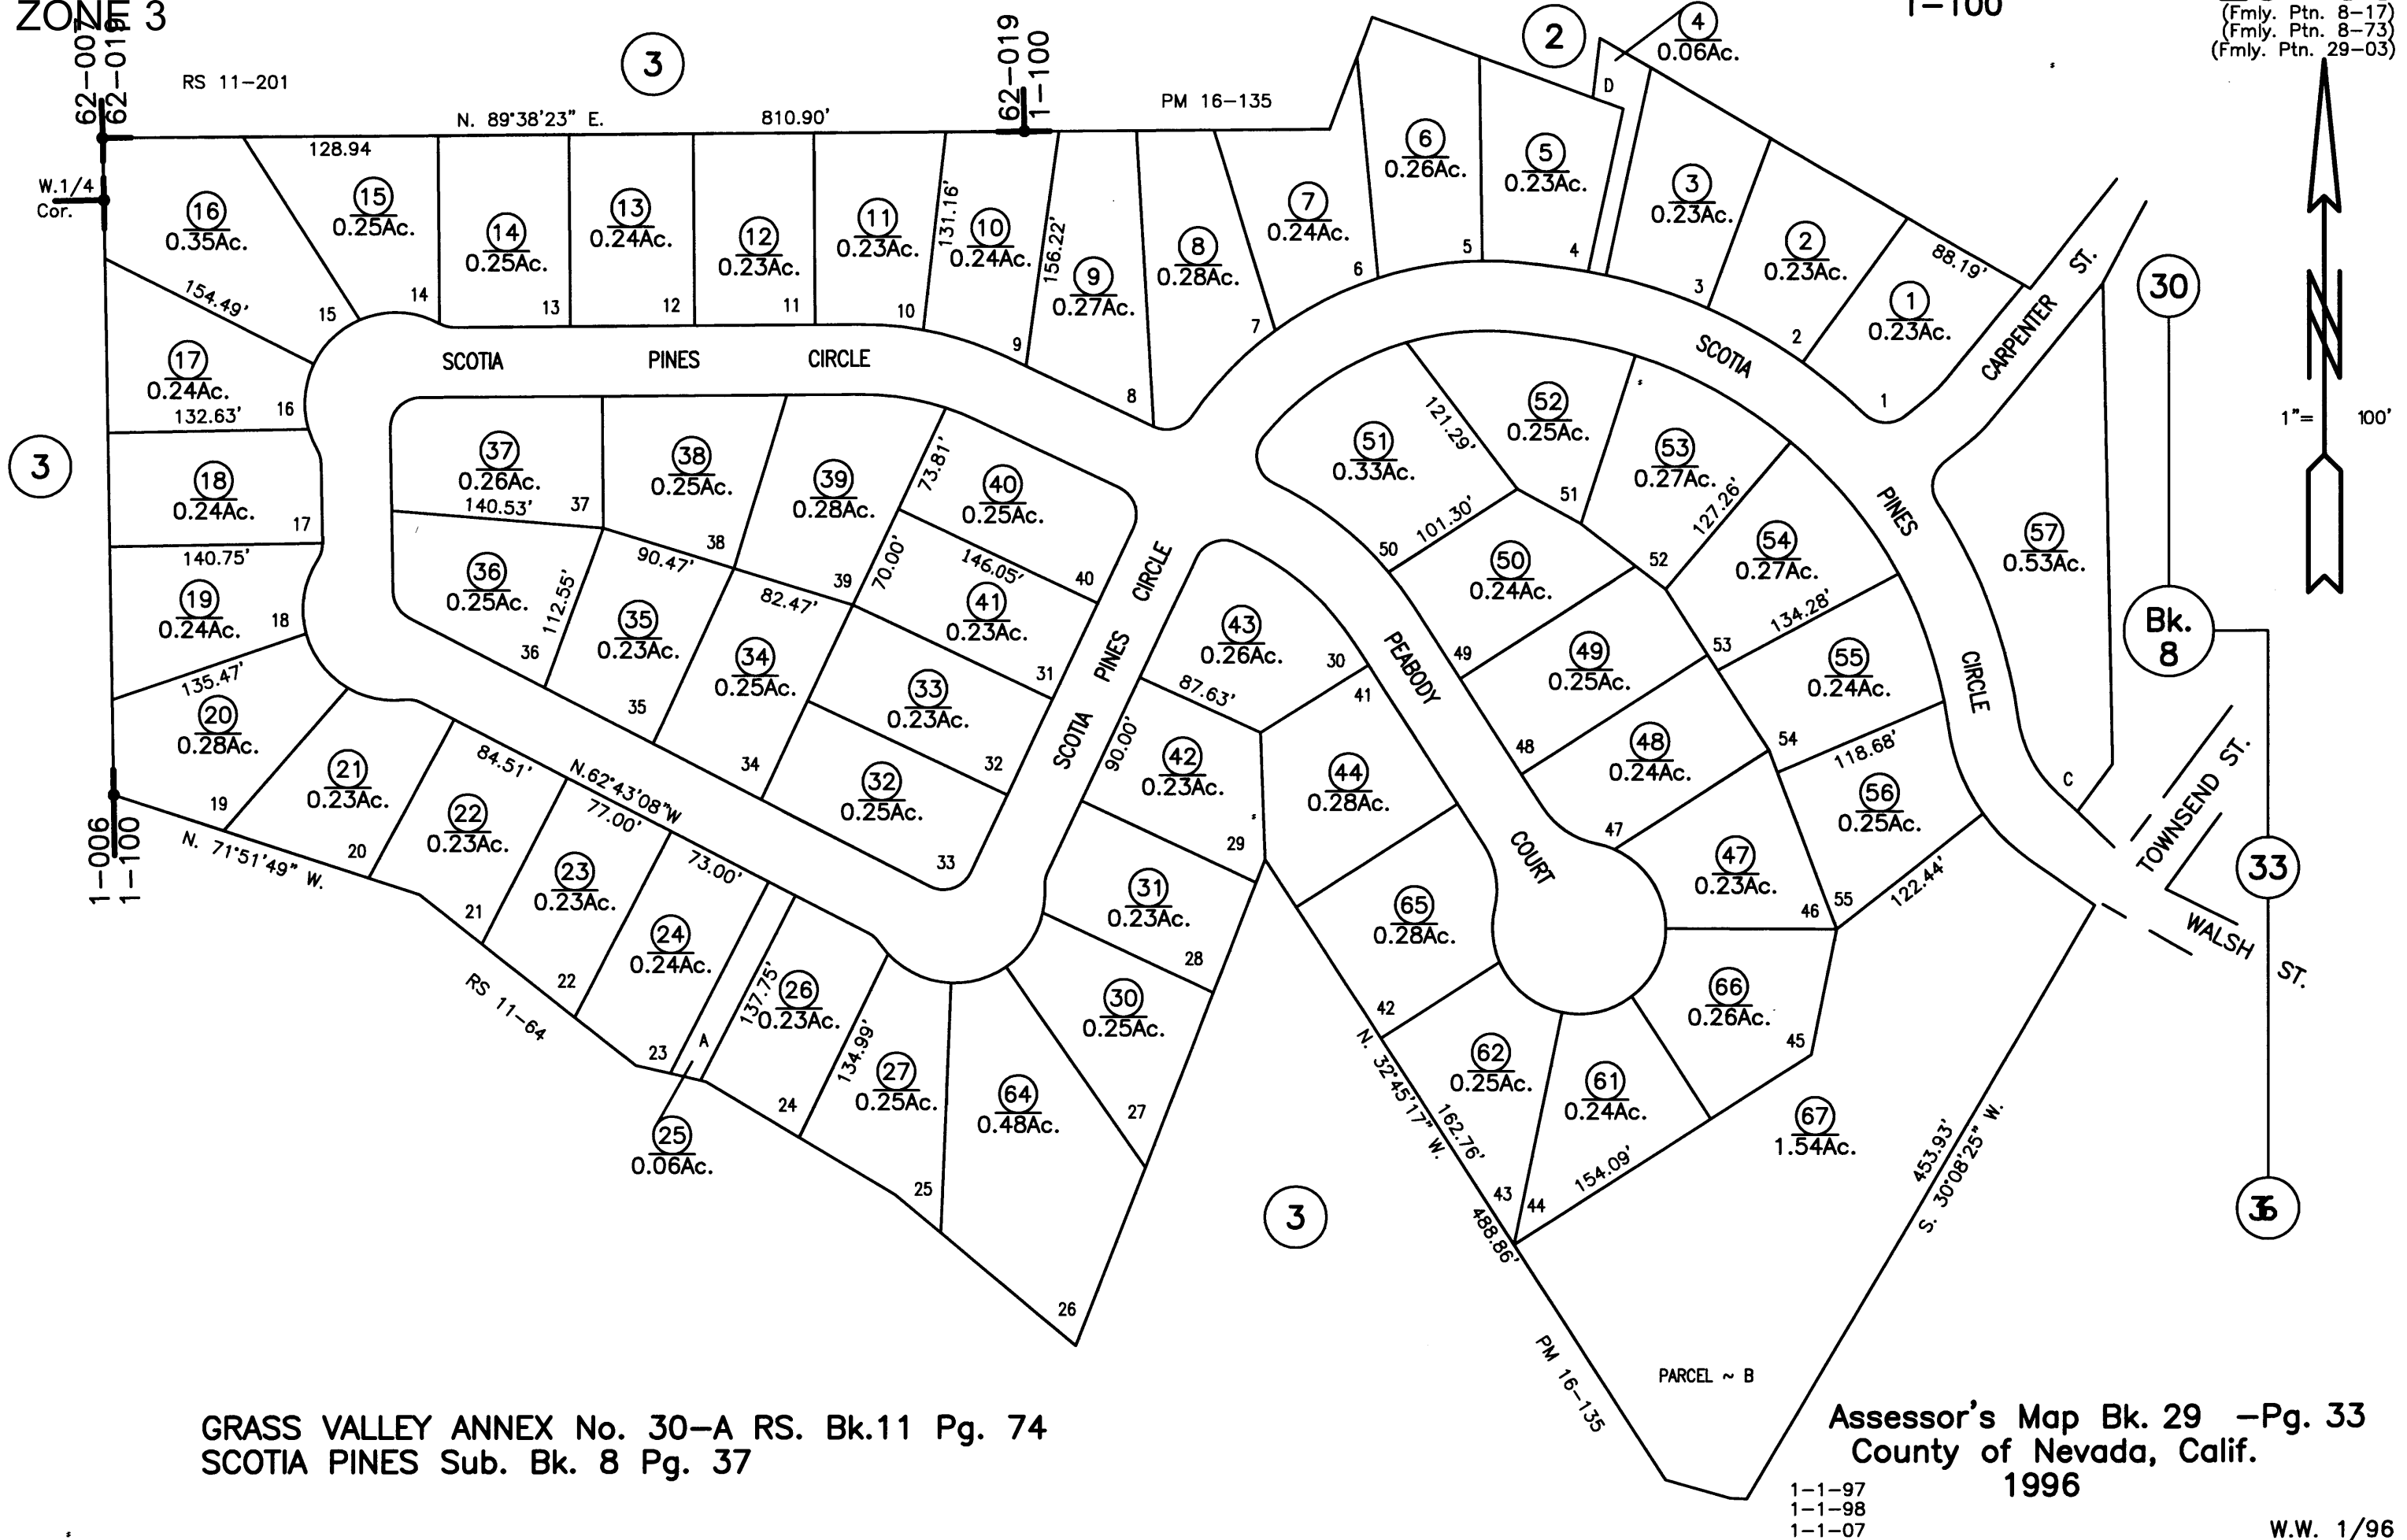 ZONE 3
1-100
(Fmly. Ptn. 8-17)
(Fmly. Ptn. 8-73)
(Fmly. Ptn. 29-03)
62-007
62-019
RS 11-201
3
62-019
1-100
PM 16-135
2
4
0.06Ac.
D
N. 89°38'23" E.
810.90'
W.1/4
Cor.
16
0.35Ac.
128.94
15
0.25Ac.
14
0.25Ac.
13
0.24Ac.
12
0.23Ac.
11
0.23Ac.
131.16'
10
0.24Ac.
156.22'
9
0.27Ac.
8
0.28Ac.
7
0.24Ac.
6
0.26Ac.
5
0.23Ac.
3
0.23Ac.
2
0.23Ac.
1
0.23Ac.
88.19'
CARPENTER ST.
30
1"= 100'
154.49'
15
14
13
12
11
10
9
8
7
6
5
4
3
2
1
SCOTIA PINES CIRCLE
SCOTIA PINES CIRCLE
17
0.24Ac.
132.63'
16
3
18
0.24Ac.
17
140.75'
19
0.24Ac.
18
135.47'
20
0.28Ac.
19
37
0.26Ac.
140.53'
37
38
0.25Ac.
38
39
0.28Ac.
39
73.81'
40
0.25Ac.
40
70.00'
146.05'
41
0.23Ac.
31
36
0.25Ac.
112.55'
36
90.47'
35
0.23Ac.
35
82.47'
34
0.25Ac.
34
33
0.23Ac.
32
32
0.25Ac.
33
SCOTIA PINES CIRCLE
51
0.33Ac.
50
121.29'
101.30'
52
0.25Ac.
51
53
0.27Ac.
52
127.26'
54
0.27Ac.
53
134.28'
50
0.24Ac.
49
49
0.25Ac.
48
48
0.24Ac.
47
55
0.24Ac.
54
118.68'
56
0.25Ac.
55
122.44'
47
0.23Ac.
46
57
0.53Ac.
C
Bk.
8
TOWNSEND ST.
WALSH ST.
33
36
43
0.26Ac.
30
87.63'
90.00'
42
0.23Ac.
29
41
44
0.28Ac.
PEABODY COURT
65
0.28Ac.
42
31
0.23Ac.
28
30
0.25Ac.
27
21
0.23Ac.
20
84.51'
N.62°43'08"W
77.00'
73.00'
22
0.23Ac.
21
23
0.23Ac.
22
24
0.24Ac.
23
A
137.75'
26
0.23Ac.
24
134.99'
27
0.25Ac.
25
64
0.48Ac.
26
25
0.06Ac.
N. 71°51'49" W.
1-006
1-100
RS 11-64
3
62
0.25Ac.
43
61
0.24Ac.
44
154.09'
66
0.26Ac.
45
67
1.54Ac.
N. 32°45'17" W.
162.76'
488.86'
PM 16-135
453.93'
S. 30°08'25" W.
PARCEL ~ B
GRASS VALLEY ANNEX No. 30-A RS. Bk.11 Pg. 74
SCOTIA PINES Sub. Bk. 8 Pg. 37
Assessor's Map Bk. 29 -Pg. 33
County of Nevada, Calif.
1996
1-1-97
1-1-98
1-1-07
W.W. 1/96